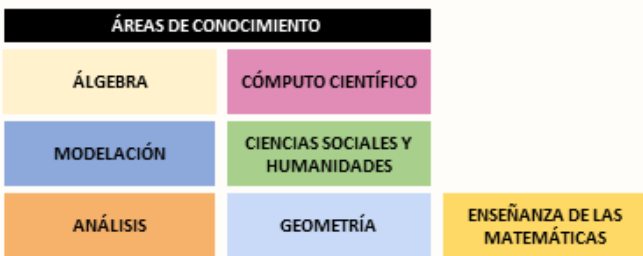 ÁREAS DE CONOCIMIENTO
ÁLGEBRA
CÓMPUTO CIENTÍFICO
MODELACIÓN
CIENCIAS SOCIALES Y
HUMANIDADES
ANÁLISIS
GEOMETRÍA
ENSEÑANZA DE LAS
MATEMÁTICAS